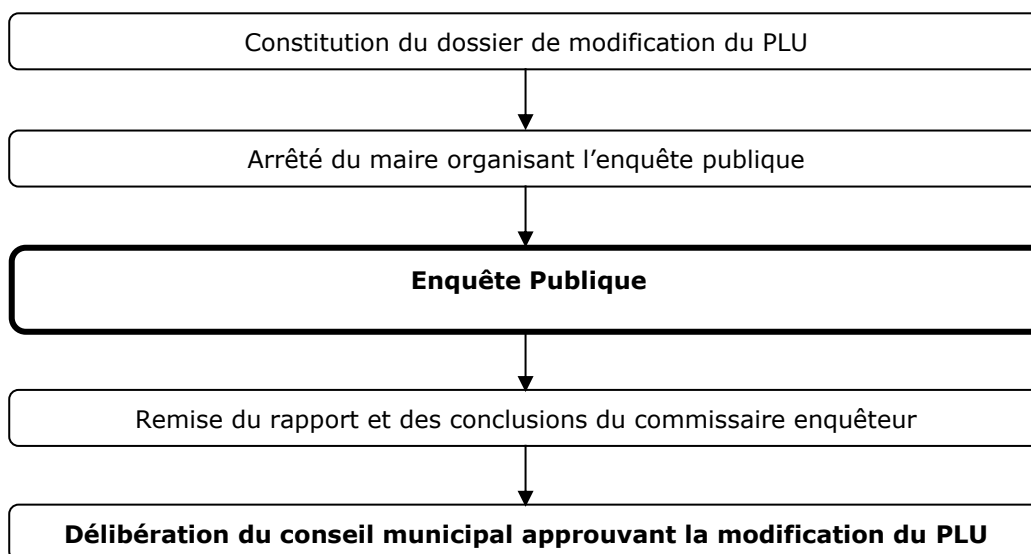 Constitution du dossier de modification du PLU
Arrêté du maire organisant l'enquête publique
Enquête Publique
Remise du rapport et des conclusions du commissaire enquêteur
Délibération du conseil municipal approuvant la modification du PLU